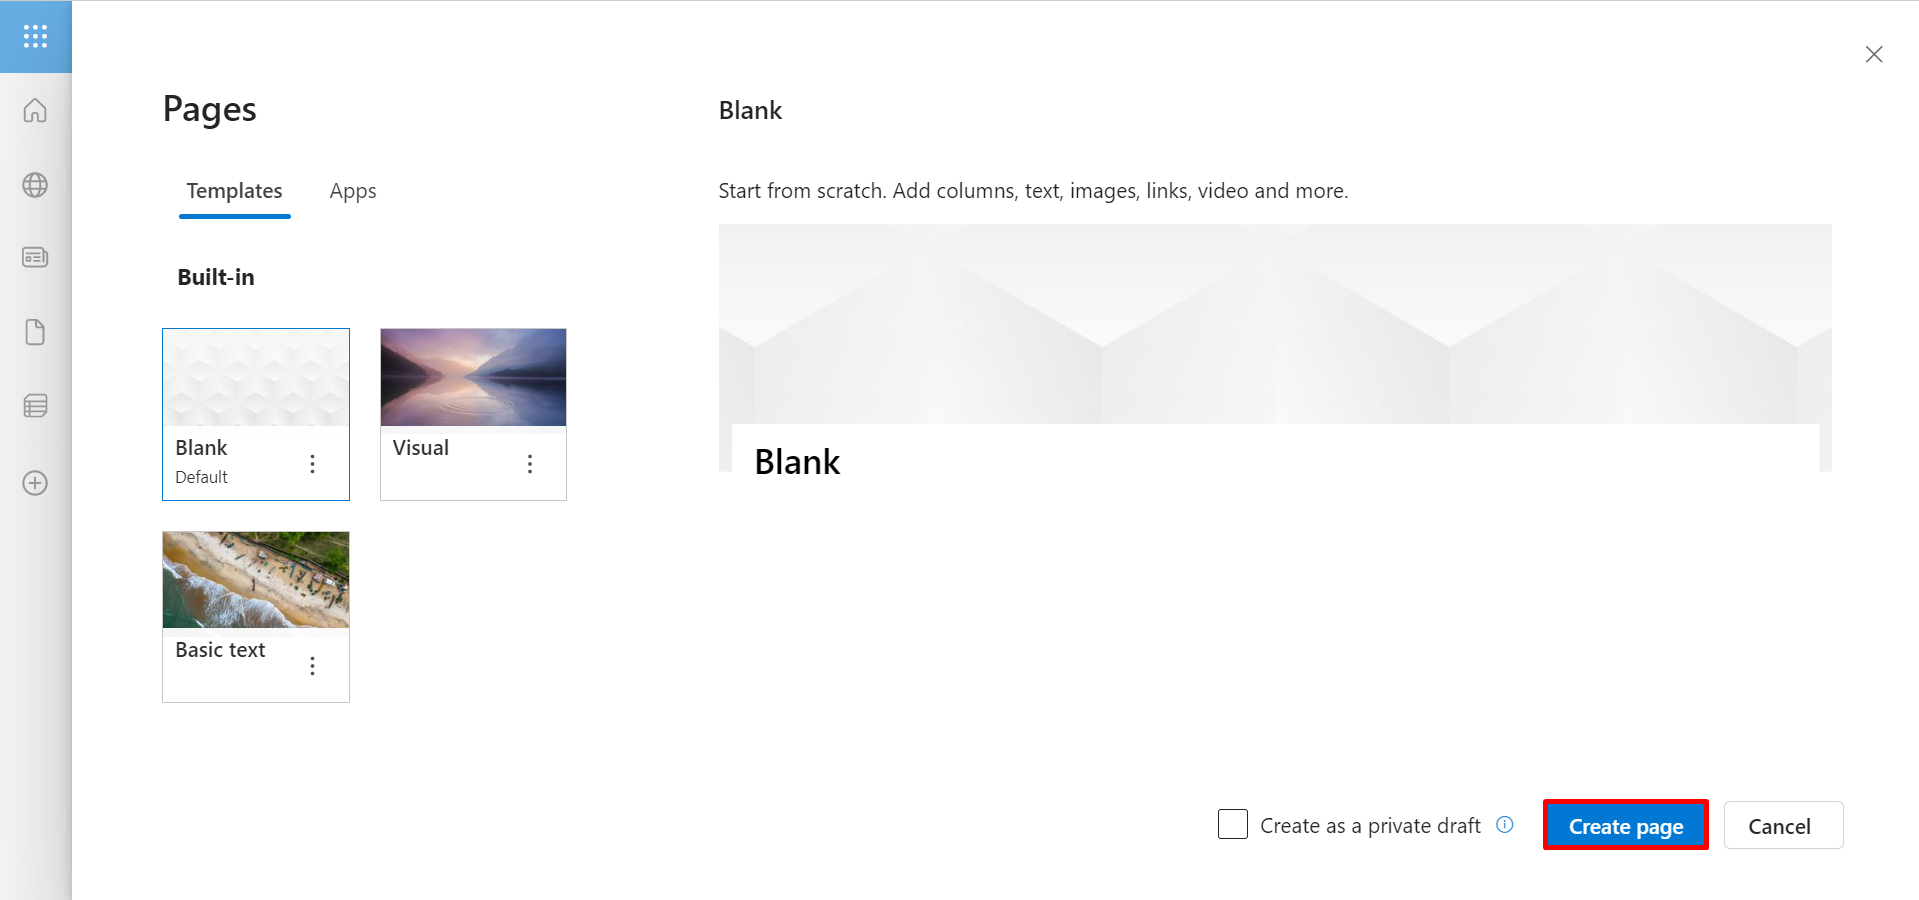 Pages
Templates
Apps
Built-in
Blank
Default
Visual
Basic text
Blank
Start from scratch. Add columns, text, images, links, video and more.
Blank
Create as a private draft
Create page
Cancel